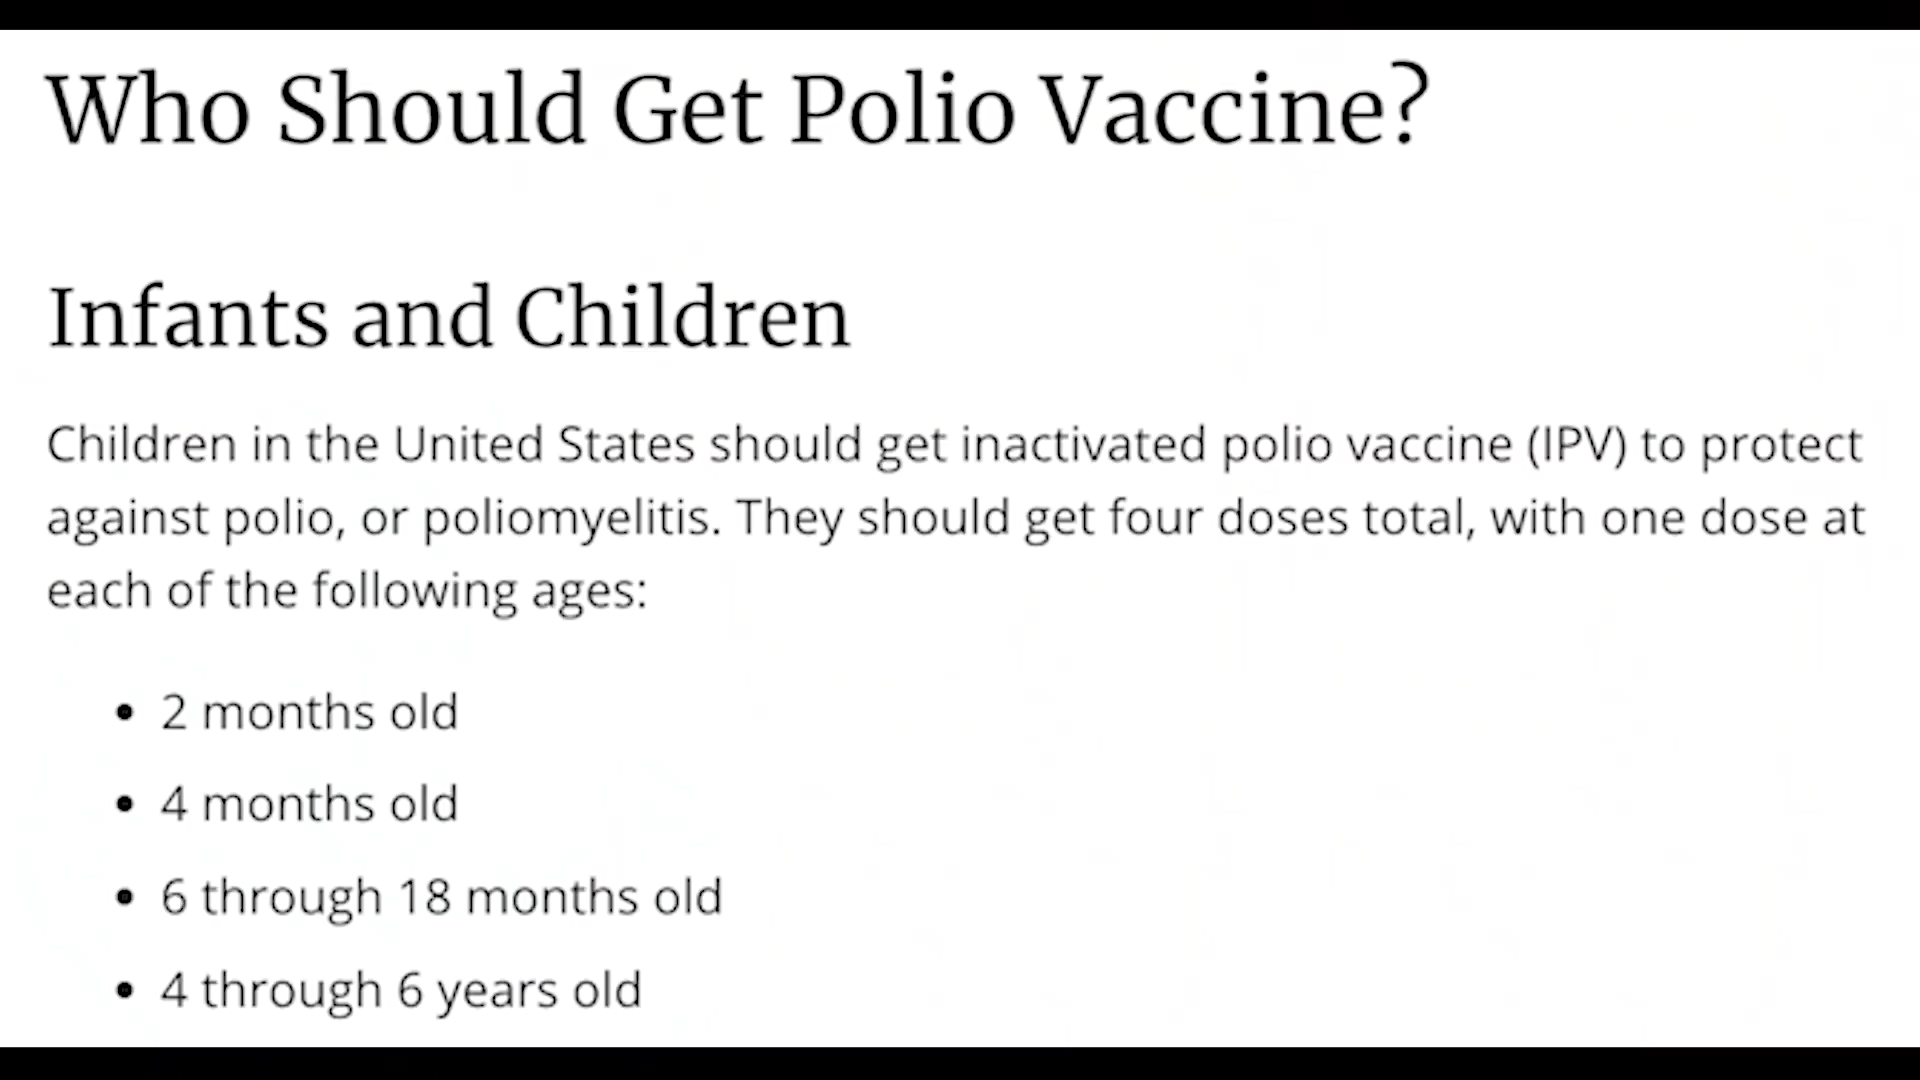 Who Should Get Polio Vaccine?
Infants and Children
Children in the United States should get inactivated polio vaccine (IPV) to protect
against polio, or poliomyelitis. They should get four doses total, with one dose at
each of the following ages:
• 2 months old
• 4 months old
• 6 through 18 months old
• 4 through 6 years old